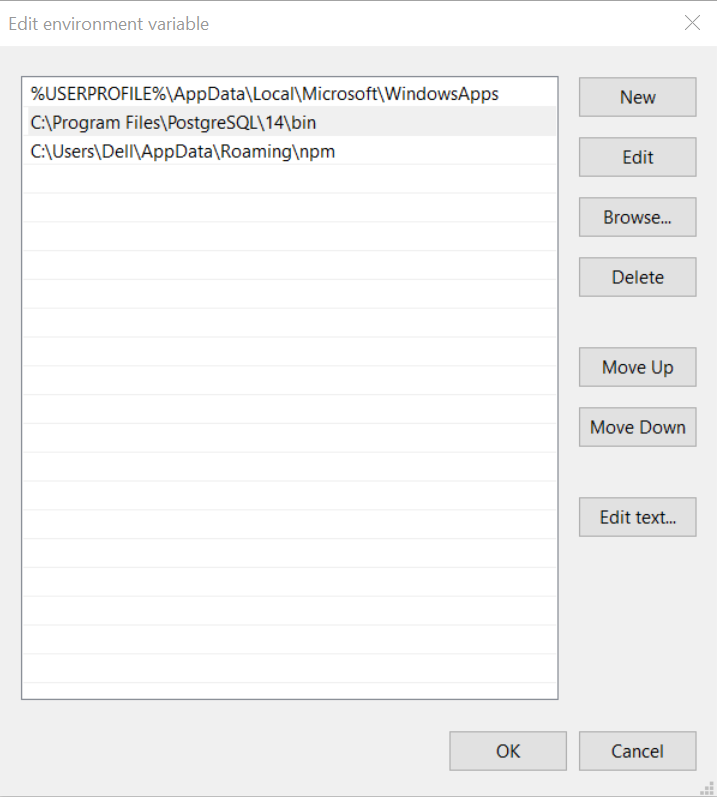 Edit environment variable
%USERPROFILE%\AppData\Local\Microsoft\WindowsApps
C:\Program Files\PostgreSQL\14\bin
C:\Users\Dell\AppData\Roaming\npm
New
Edit
Browse...
Delete
Move Up
Move Down
Edit text...
OK
Cancel